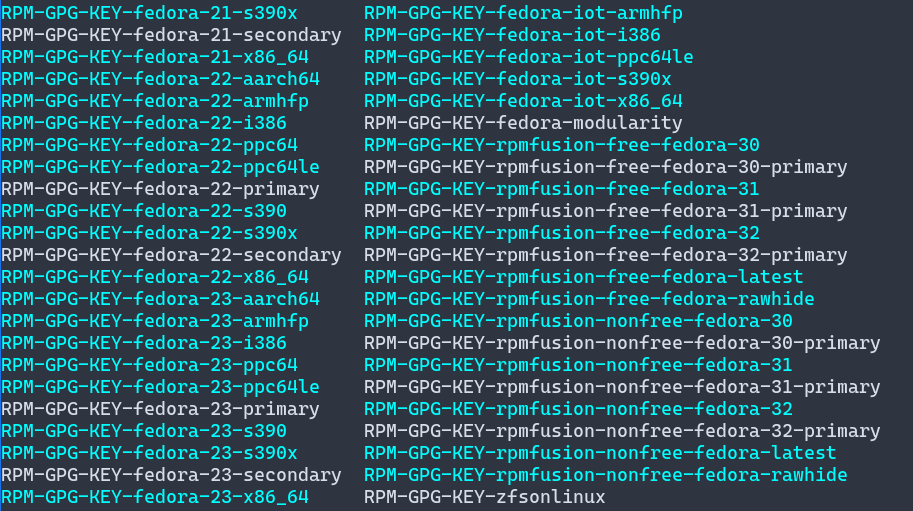 RPM-GPG-KEY-fedora-21-s390x RPM-GPG-KEY-fedora-iot-armhfp
RPM-GPG-KEY-fedora-21-secondary RPM-GPG-KEY-fedora-iot-i386
RPM-GPG-KEY-fedora-21-x86_64 RPM-GPG-KEY-fedora-iot-ppc64le
RPM-GPG-KEY-fedora-22-aarch64 RPM-GPG-KEY-fedora-iot-s390x
RPM-GPG-KEY-fedora-22-armhfp RPM-GPG-KEY-fedora-iot-x86_64
RPM-GPG-KEY-fedora-22-i386 RPM-GPG-KEY-fedora-modularity
RPM-GPG-KEY-fedora-22-ppc64 RPM-GPG-KEY-rpmfusion-free-fedora-30
RPM-GPG-KEY-fedora-22-ppc64le RPM-GPG-KEY-rpmfusion-free-fedora-30-primary
RPM-GPG-KEY-fedora-22-primary RPM-GPG-KEY-rpmfusion-free-fedora-31
RPM-GPG-KEY-fedora-22-s390 RPM-GPG-KEY-rpmfusion-free-fedora-31-primary
RPM-GPG-KEY-fedora-22-s390x RPM-GPG-KEY-rpmfusion-free-fedora-32
RPM-GPG-KEY-fedora-22-secondary RPM-GPG-KEY-rpmfusion-free-fedora-32-primary
RPM-GPG-KEY-fedora-22-x86_64 RPM-GPG-KEY-rpmfusion-free-fedora-latest
RPM-GPG-KEY-fedora-23-aarch64 RPM-GPG-KEY-rpmfusion-free-fedora-rawhide
RPM-GPG-KEY-fedora-23-armhfp RPM-GPG-KEY-rpmfusion-nonfree-fedora-30
RPM-GPG-KEY-fedora-23-i386 RPM-GPG-KEY-rpmfusion-nonfree-fedora-30-primary
RPM-GPG-KEY-fedora-23-ppc64 RPM-GPG-KEY-rpmfusion-nonfree-fedora-31
RPM-GPG-KEY-fedora-23-ppc64le RPM-GPG-KEY-rpmfusion-nonfree-fedora-31-primary
RPM-GPG-KEY-fedora-23-primary RPM-GPG-KEY-rpmfusion-nonfree-fedora-32
RPM-GPG-KEY-fedora-23-s390 RPM-GPG-KEY-rpmfusion-nonfree-fedora-32-primary
RPM-GPG-KEY-fedora-23-s390x RPM-GPG-KEY-rpmfusion-nonfree-fedora-latest
RPM-GPG-KEY-fedora-23-secondary RPM-GPG-KEY-rpmfusion-nonfree-fedora-rawhide
RPM-GPG-KEY-fedora-23-x86_64 RPM-GPG-KEY-zfsonlinux